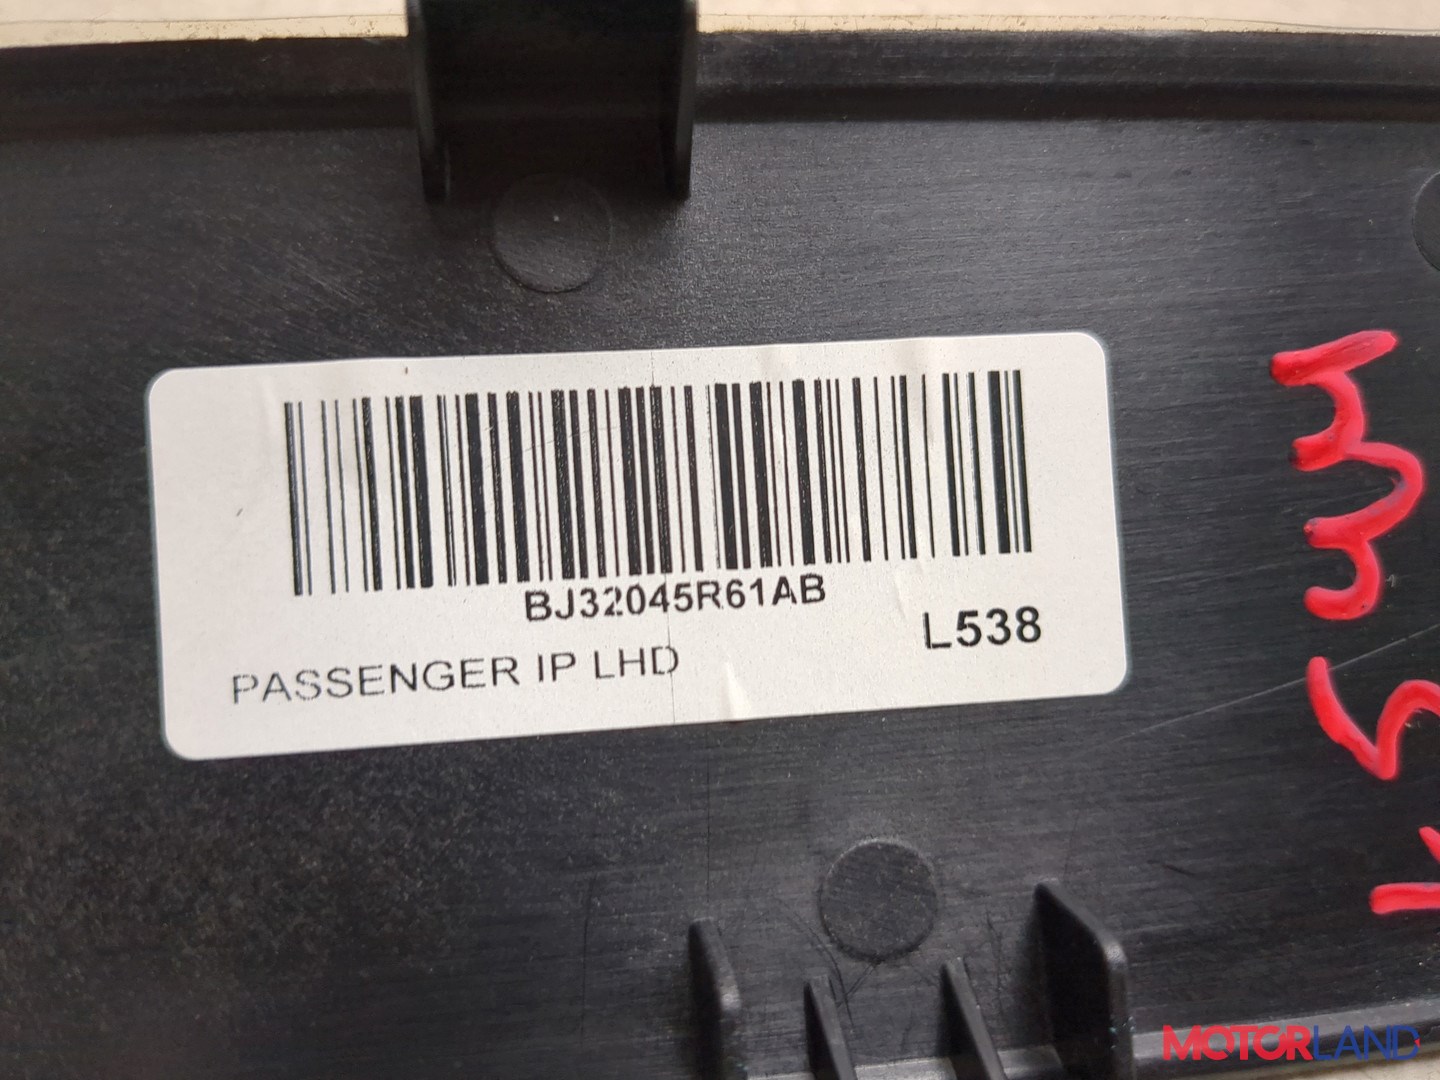 BJ32045R61AB
L538
PASSENGER IP LHD
MOTORLAND